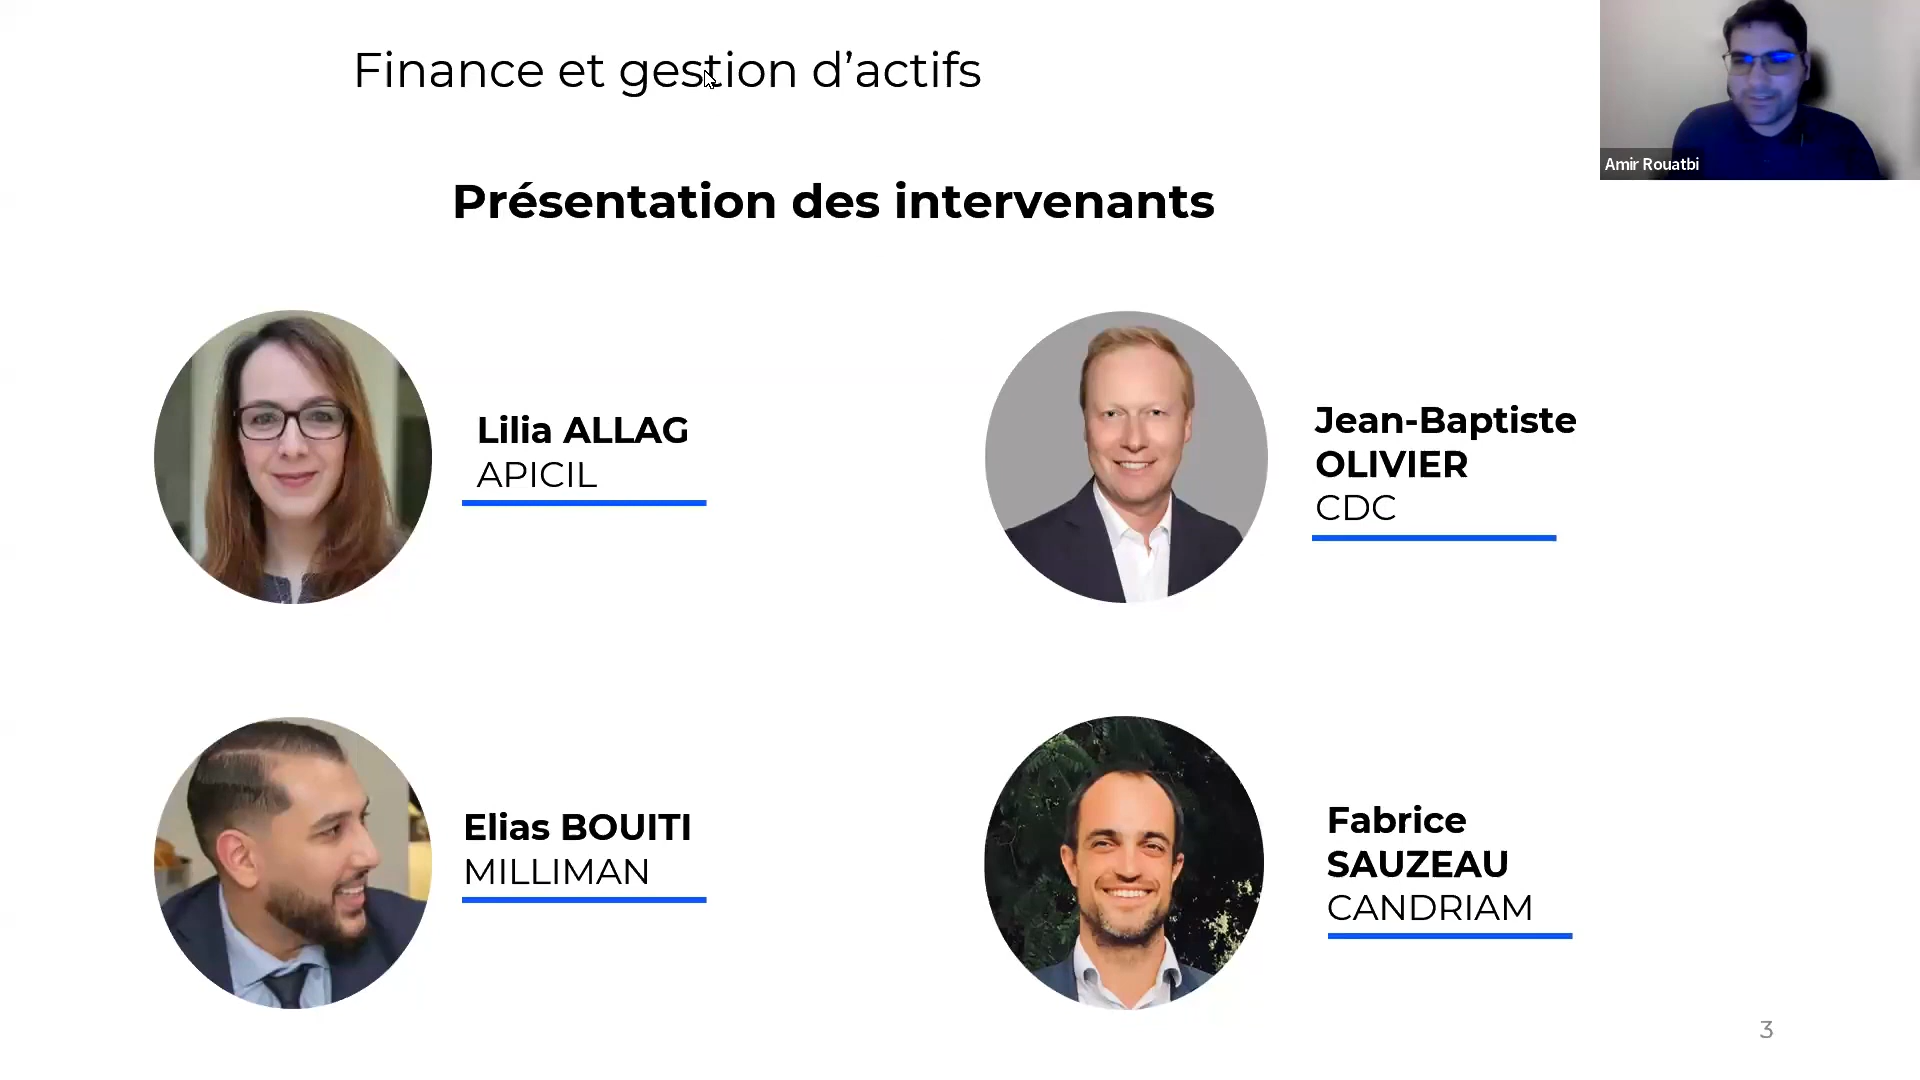 Finance et gestion d’actifs
Amir Rouatbi
Présentation des intervenants
Lilia ALLAG
APICIL
Jean-Baptiste
OLIVIER
CDC
Elias BOUITI
MILLIMAN
Fabrice
SAUZEAU
CANDRIAM
3